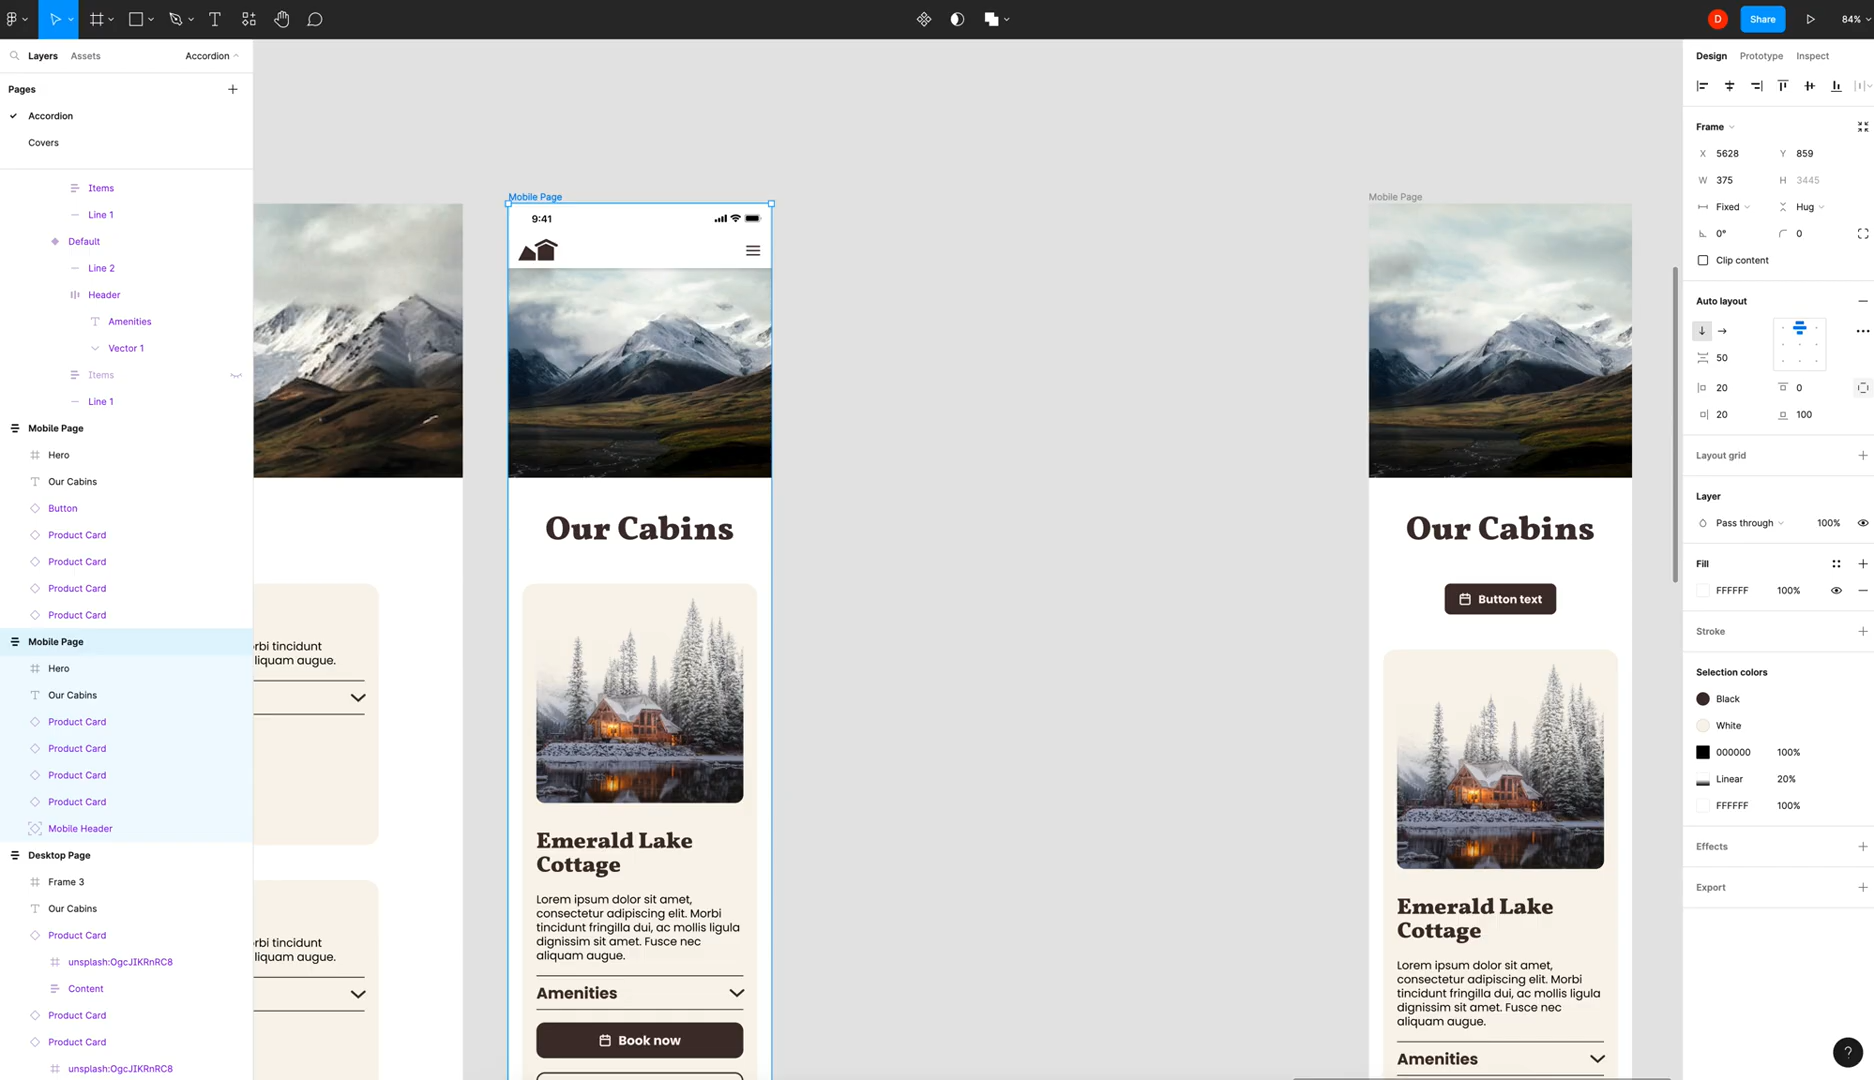 Share
84%
Layers
Assets
Accordion
Pages
Accordion
Covers
Items
Line 1
Default
Line 2
Header
Amenities
Vector 1
Items
Line 1
Mobile Page
Hero
Our Cabins
Button
Product Card
Product Card
Product Card
Product Card
Mobile Page
Hero
Our Cabins
Product Card
Product Card
Product Card
Product Card
Mobile Header
Desktop Page
Frame 3
Our Cabins
Product Card
unsplash:OgcJIKRnRC8
Content
Product Card
Product Card
unsplash:OgcJIKRnRC8
rbi tincidunt
liquam augue.
rbi tincidunt
liquam augue.
Mobile Page
9:41
Our Cabins
Emerald Lake
Cottage
Lorem ipsum dolor sit amet,
consectetur adipiscing elit. Morbi
tincidunt fringilla dui, ac mollis ligula
dignissim sit amet. Fusce nec
aliquam augue.
Amenities
Book now
Mobile Page
Our Cabins
Button text
Emerald Lake
Cottage
Lorem ipsum dolor sit amet,
consectetur adipiscing elit. Morbi
tincidunt fringilla dui, ac mollis ligula
dignissim sit amet. Fusce nec
aliquam augue.
Amenities
D
Design
Prototype
Inspect
Frame
X 5628
Y 859
W 375
H 3445
Fixed
Hug
0°
0
Clip content
Auto layout
50
20
0
20
100
Layout grid
Layer
Pass through
100%
Fill
FFFFFF
100%
Stroke
Selection colors
Black
White
000000
100%
Linear
20%
FFFFFF
100%
Effects
Export
?